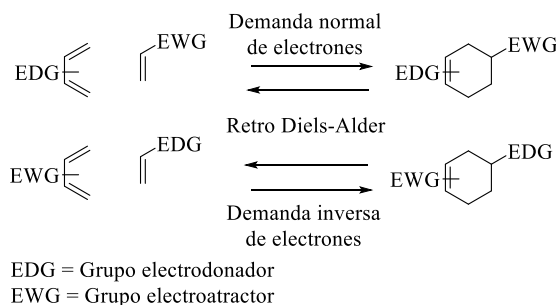 Demanda normal
de electrones
EDG
EWG
EDG
EWG
Retro Diels-Alder
EWG
EDG
EWG
EDG
Demanda inversa
de electrones
EDG = Grupo electrodonador
EWG = Grupo electroatractor